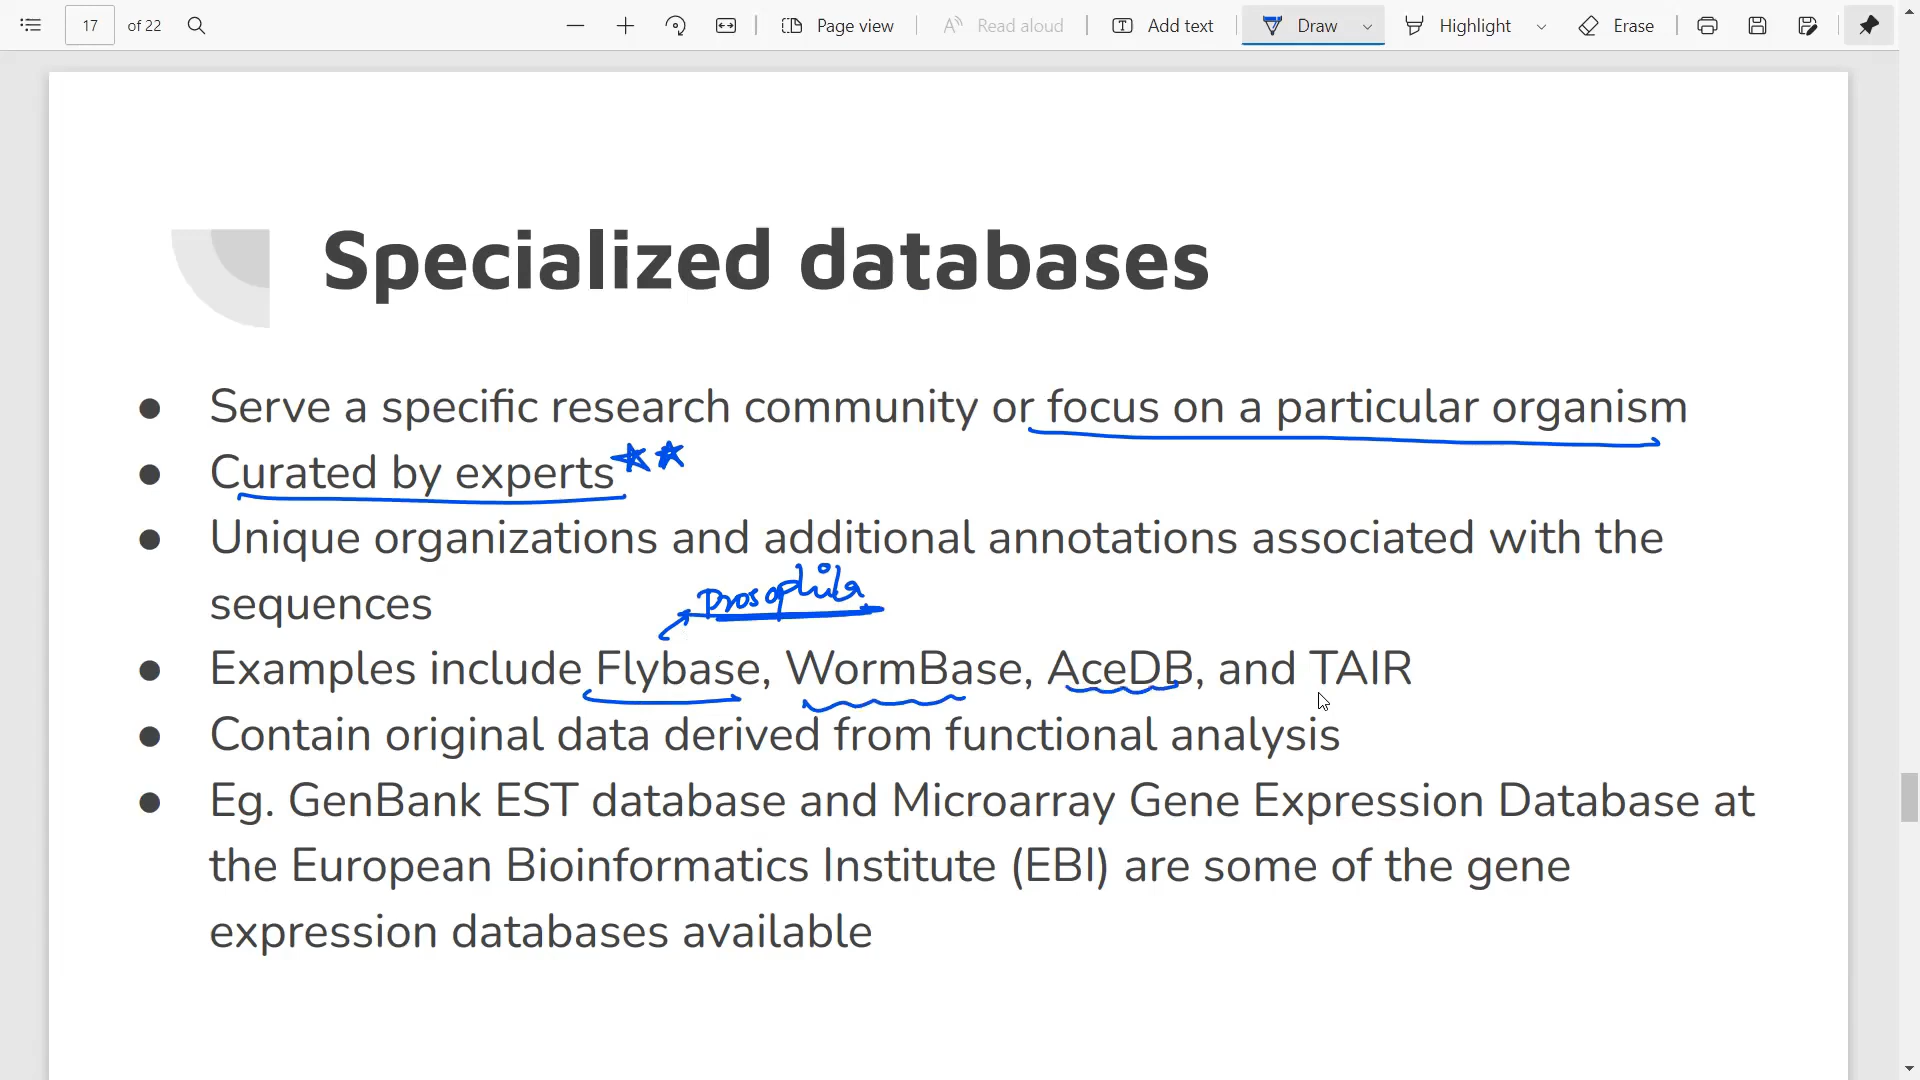 17 of 22 Page view Read aloud Add text Draw Highlight Erase
Specialized databases
● Serve a specific research community or focus on a particular organism
● Curated by experts
● Unique organizations and additional annotations associated with the
sequences
Drosophila
● Examples include Flybase, WormBase, AceDB, and TAIR
● Contain original data derived from functional analysis
● Eg. GenBank EST database and Microarray Gene Expression Database at
the European Bioinformatics Institute (EBI) are some of the gene
expression databases available